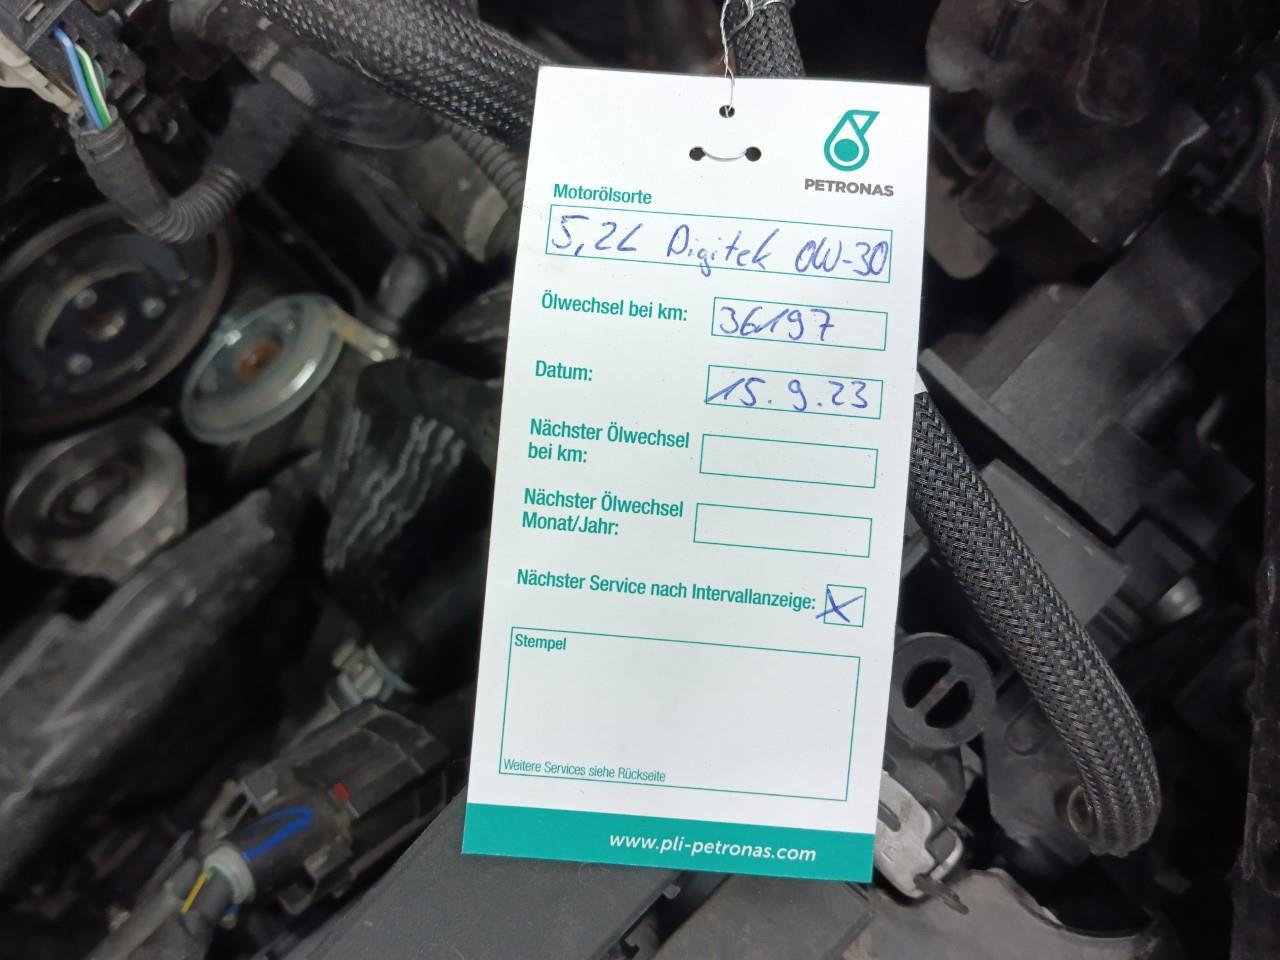 PETRONAS
Motorölsorte
5,2L Digitek 0W-30
Ölwechsel bei km: 36197
Datum: 15.9.23
Nächster Ölwechsel
bei km:
Nächster Ölwechsel
Monat/Jahr:
Nächster Service nach Intervallanzeige: X
Stempel
Weitere Services siehe Rückseite
www.pli-petronas.com